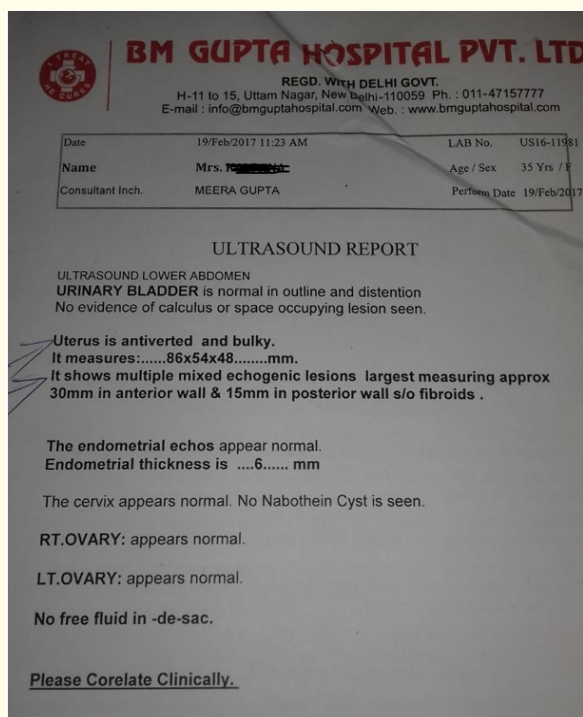 I TREAT
HE CURES
BM GUPTA HOSPITAL PVT. LTD
REGD. WITH DELHI GOVT.
H-11 to 15, Uttam Nagar, New Delhi-110059 Ph. : 011-47157777
E-mail : info@bmguptahospital.com Web. : www.bmguptahospital.com
Date 19/Feb/2017 11:23 AM LAB No. US16-11981
Name Mrs. Age / Sex 35 Yrs / F
Consultant Inch. MEERA GUPTA Perform Date 19/Feb/2017
ULTRASOUND REPORT
ULTRASOUND LOWER ABDOMEN
URINARY BLADDER is normal in outline and distention
No evidence of calculus or space occupying lesion seen.
Uterus is antiverted and bulky.
It measures:......86x54x48........mm.
It shows multiple mixed echogenic lesions largest measuring approx
30mm in anterior wall & 15mm in posterior wall s/o fibroids .
The endometrial echos appear normal.
Endometrial thickness is ....6...... mm
The cervix appears normal. No Nabothein Cyst is seen.
RT.OVARY: appears normal.
LT.OVARY: appears normal.
No free fluid in -de-sac.
Please Corelate Clinically.